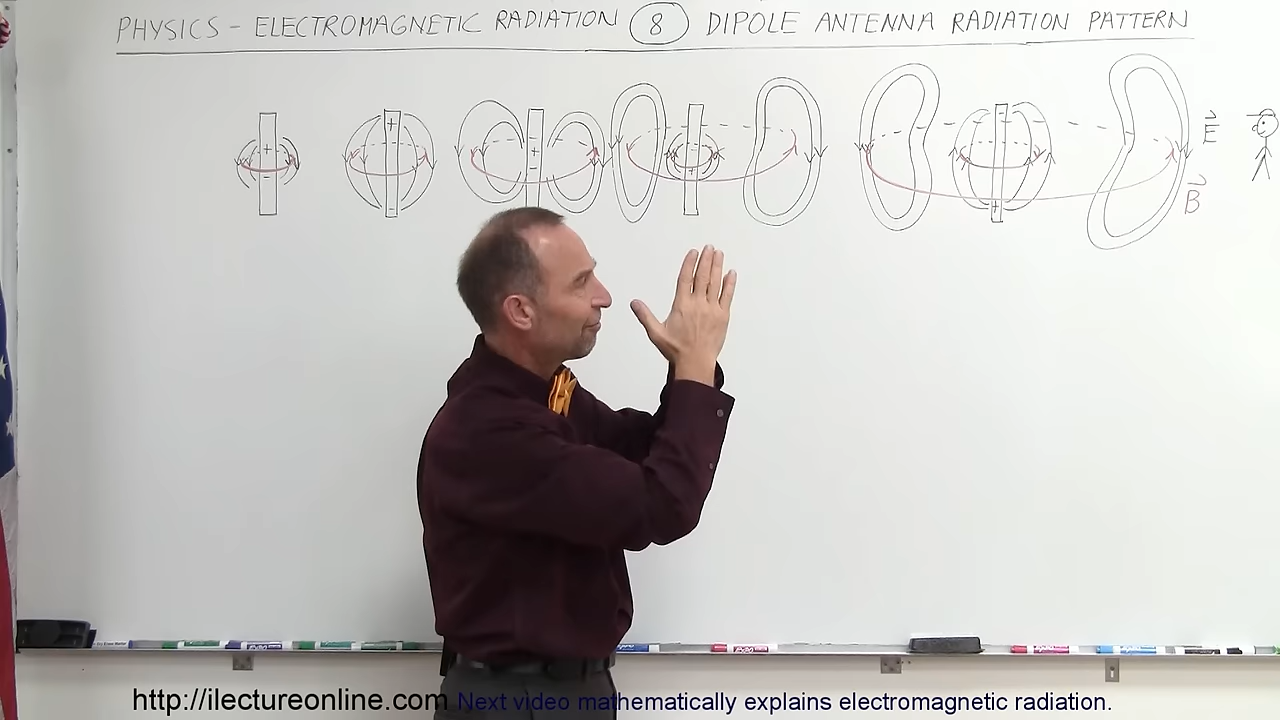 PHYSICS - ELECTROMAGNETIC RADIATION 8 DIPOLE ANTENNA RADIATION PATTERN
+ + + + +
E
B
http://ilectureonline.com Next video mathematically explains electromagnetic radiation.